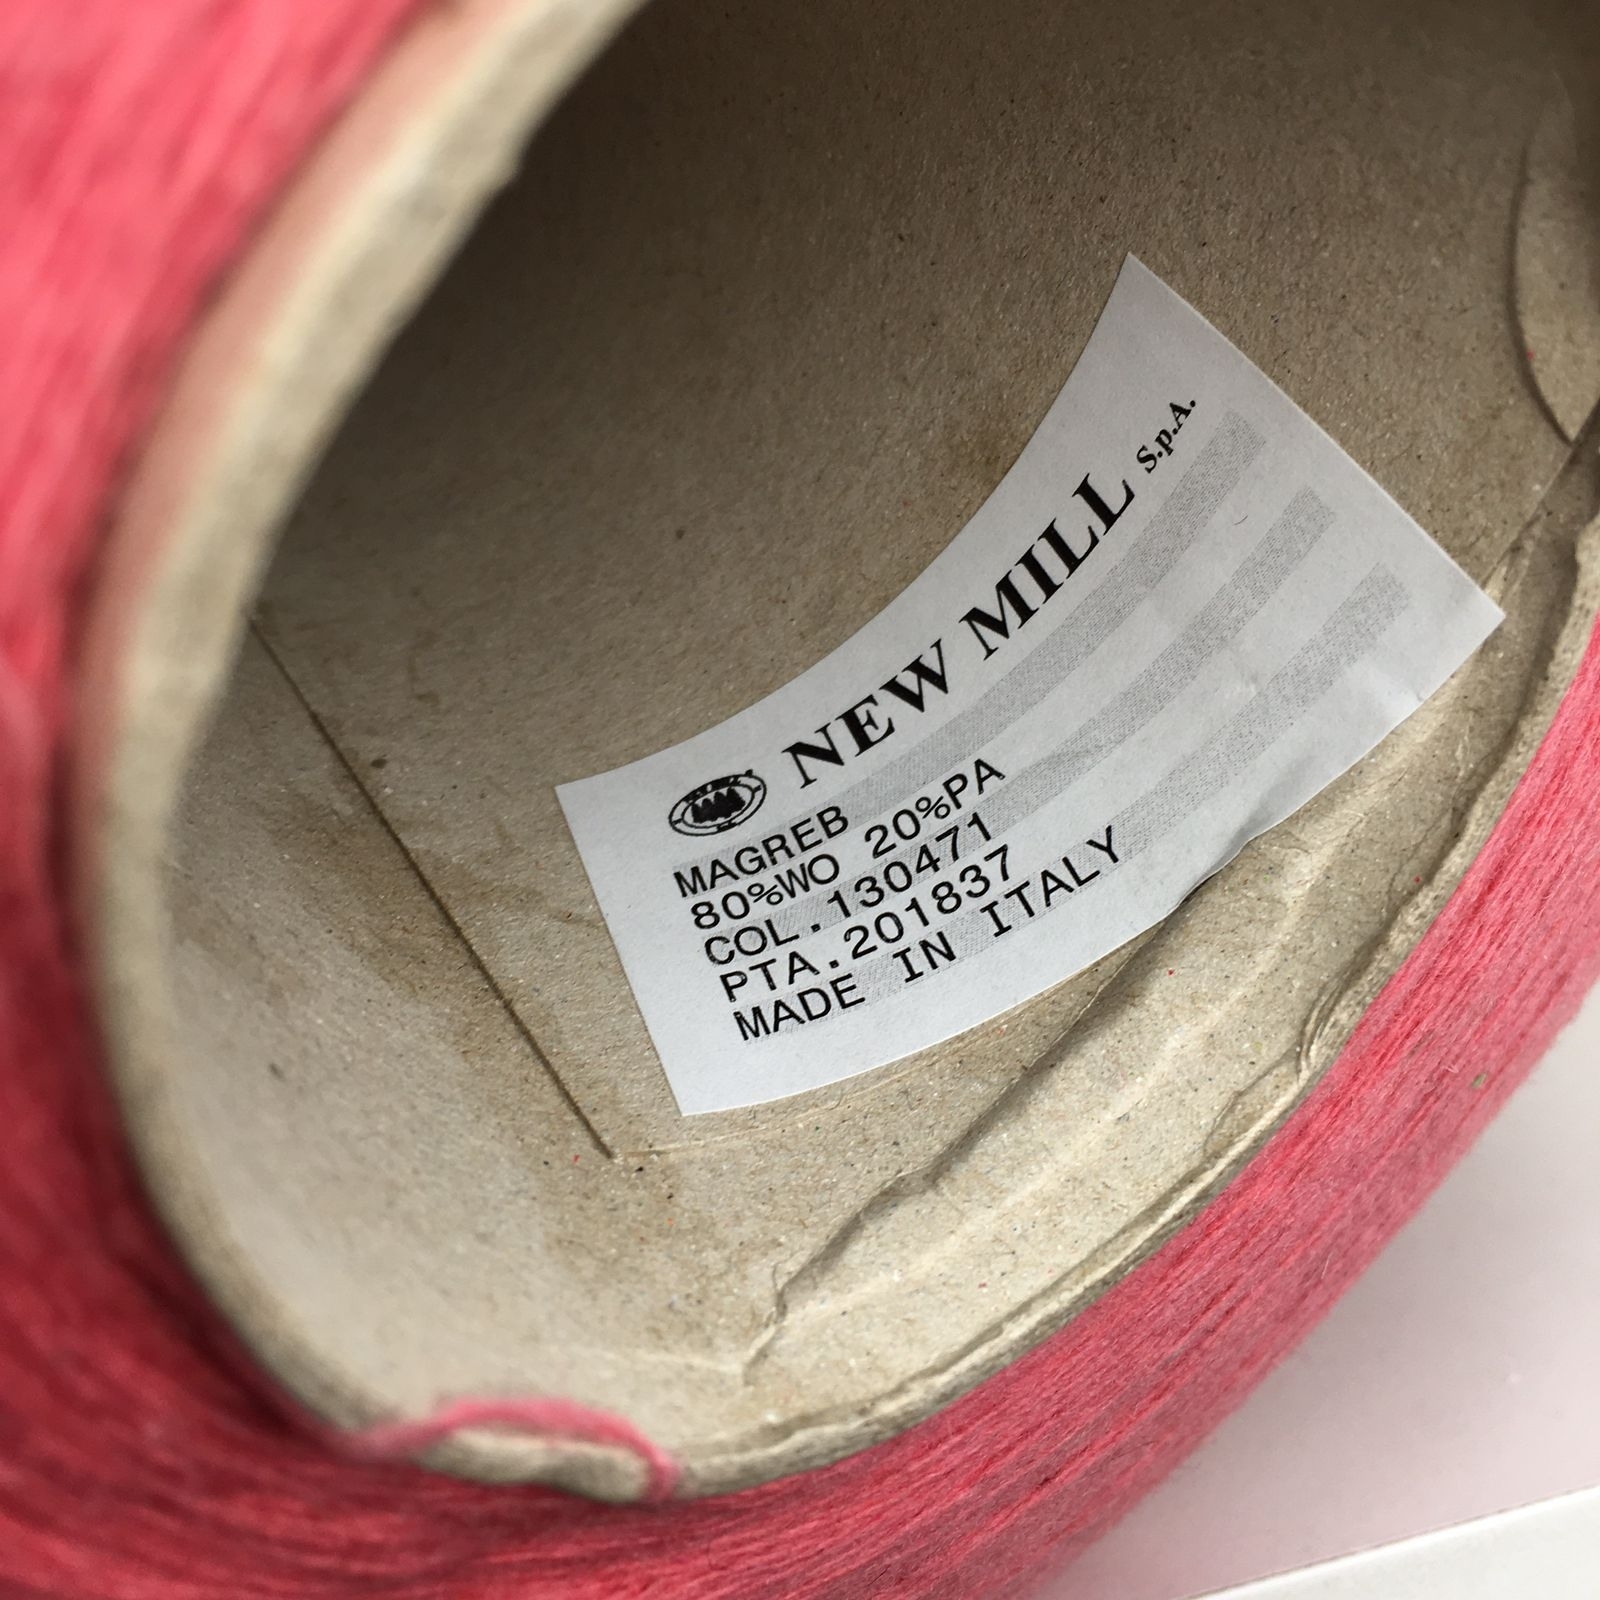 NEW MILL S.p.A.
MAGREB
80%WO 20%PA
COL.130471
PTA.201837
MADE IN ITALY